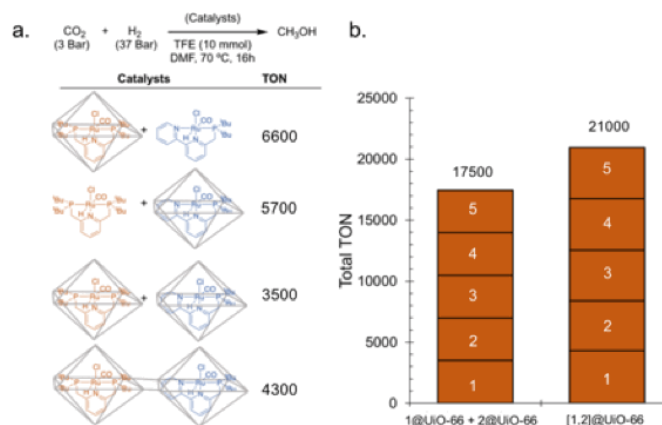 a.
(Catalysts)
CO2 + H2 CH3OH
(3 Bar) (37 Bar) TFE (10 mmol)
DMF, 70 ºC, 16h
Catalysts TON
6600
5700
3500
4300
b.
Total TON
25000
20000
15000
10000
5000
0
17500
5
4
3
2
1
21000
5
4
3
2
1
1@UiO-66 + 2@UiO-66
[1,2]@UiO-66